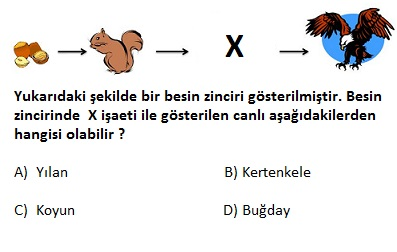 X
Yukarıdaki şekilde bir besin zinciri gösterilmiştir. Besin
zincirinde X işaeti ile gösterilen canlı aşağıdakilerden
hangisi olabilir ?
A) Yılan B) Kertenkele
C) Koyun D) Buğday